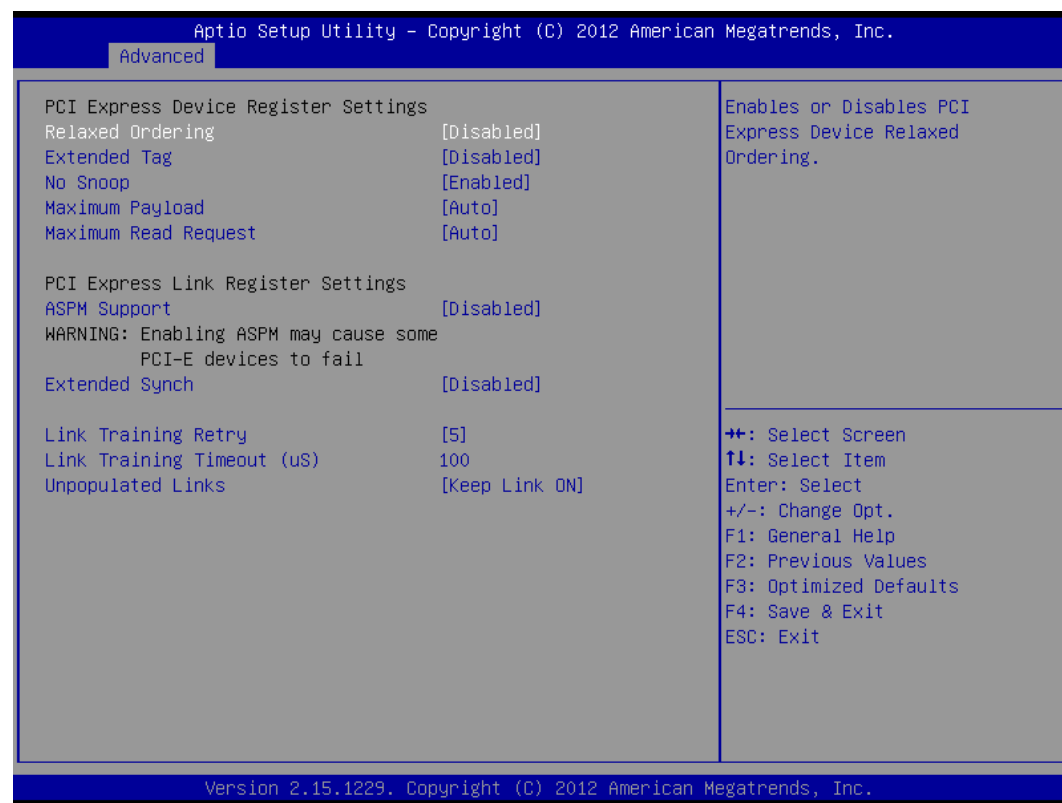 Aptio Setup Utility – Copyright (C) 2012 American Megatrends, Inc.
Advanced
PCI Express Device Register Settings
Relaxed Ordering [Disabled]
Extended Tag [Disabled]
No Snoop [Enabled]
Maximum Payload [Auto]
Maximum Read Request [Auto]
PCI Express Link Register Settings
ASPM Support [Disabled]
WARNING: Enabling ASPM may cause some
PCI-E devices to fail
Extended Synch [Disabled]
Link Training Retry [5]
Link Training Timeout (uS) 100
Unpopulated Links [Keep Link ON]
Enables or Disables PCI
Express Device Relaxed
Ordering.
→←: Select Screen
↑↓: Select Item
Enter: Select
+/-: Change Opt.
F1: General Help
F2: Previous Values
F3: Optimized Defaults
F4: Save & Exit
ESC: Exit
Version 2.15.1229. Copyright (C) 2012 American Megatrends, Inc.